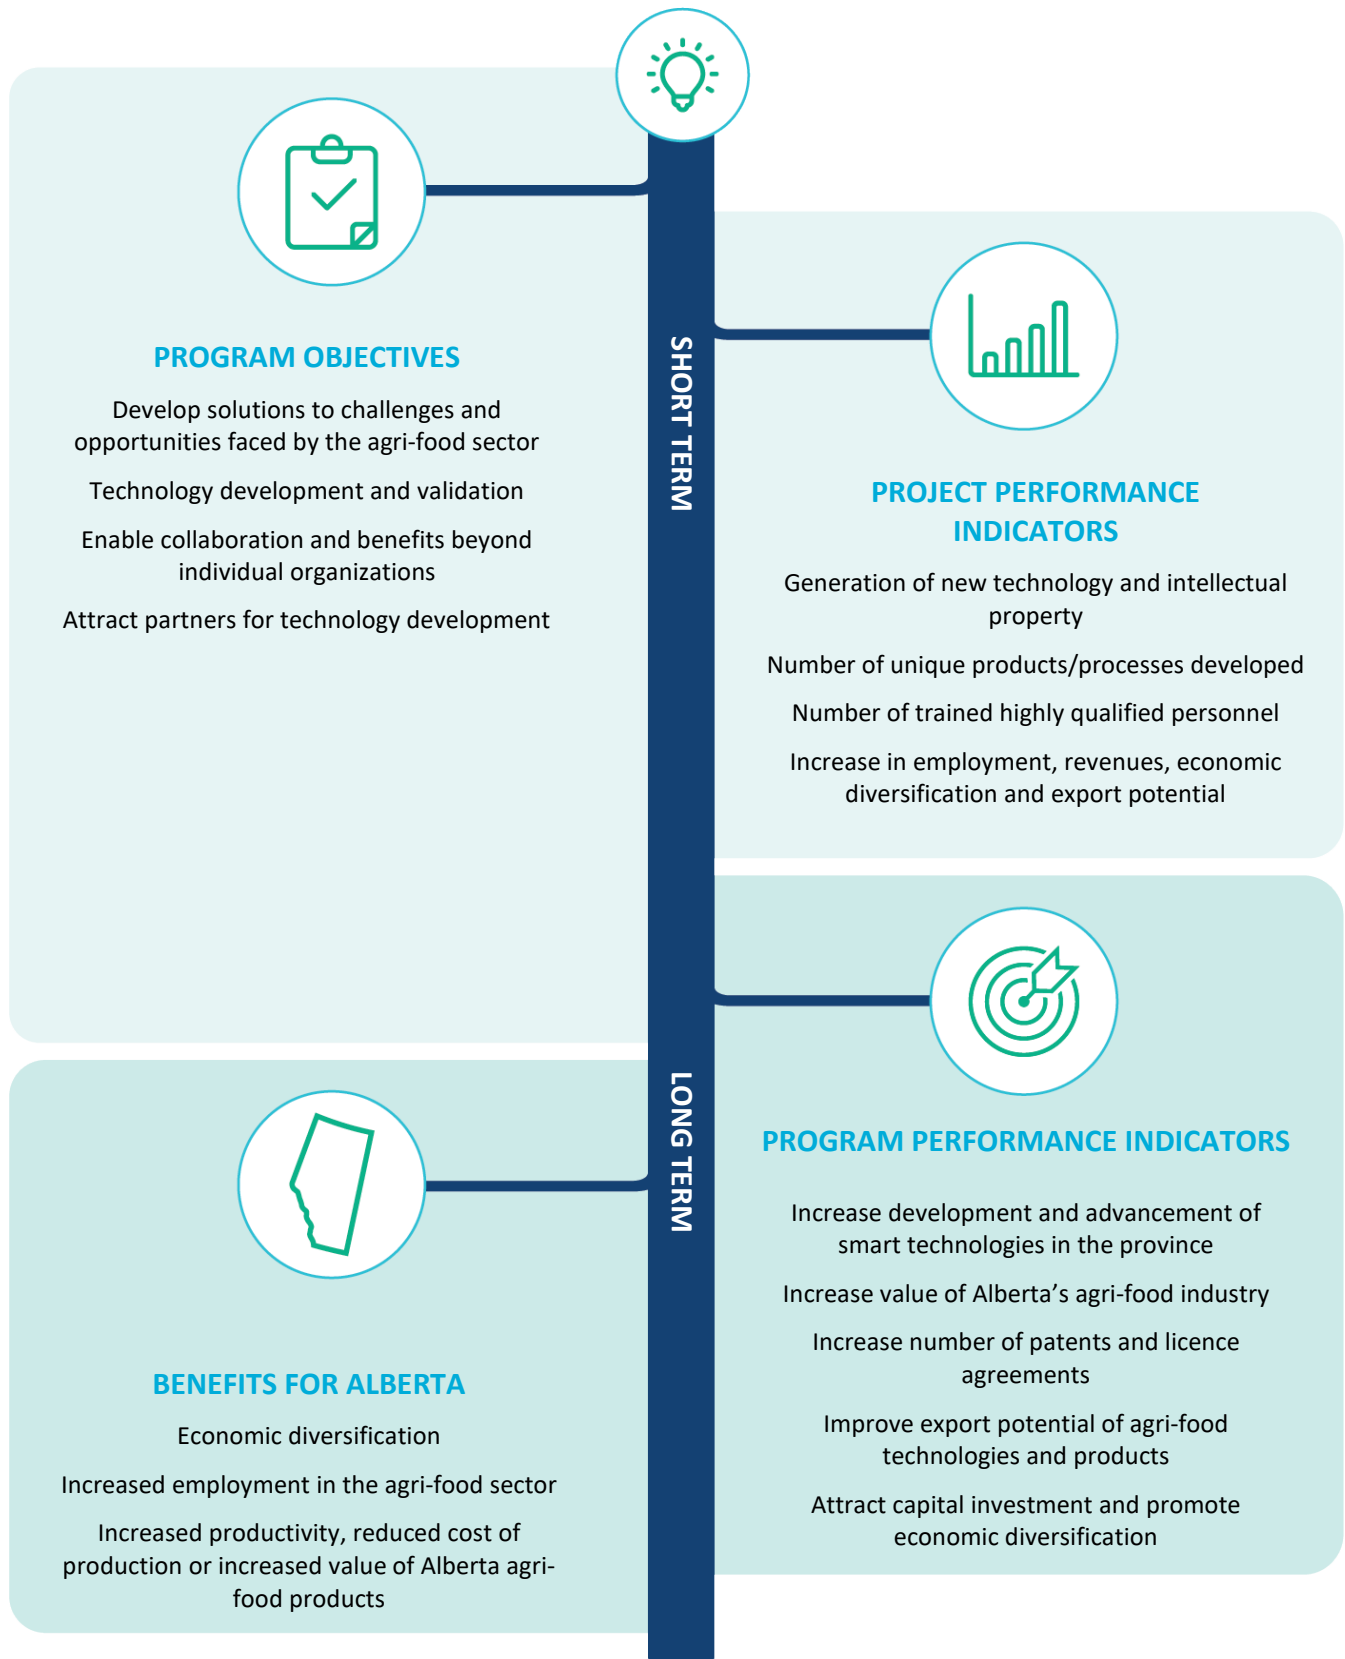 PROGRAM OBJECTIVES
Develop solutions to challenges and
opportunities faced by the agri-food sector
Technology development and validation
Enable collaboration and benefits beyond
individual organizations
Attract partners for technology development
SHORT TERM
PROJECT PERFORMANCE
INDICATORS
Generation of new technology and intellectual
property
Number of unique products/processes developed
Number of trained highly qualified personnel
Increase in employment, revenues, economic
diversification and export potential
LONG TERM
PROGRAM PERFORMANCE INDICATORS
Increase development and advancement of
smart technologies in the province
Increase value of Alberta’s agri-food industry
Increase number of patents and licence
agreements
Improve export potential of agri-food
technologies and products
Attract capital investment and promote
economic diversification
BENEFITS FOR ALBERTA
Economic diversification
Increased employment in the agri-food sector
Increased productivity, reduced cost of
production or increased value of Alberta agri-
food products